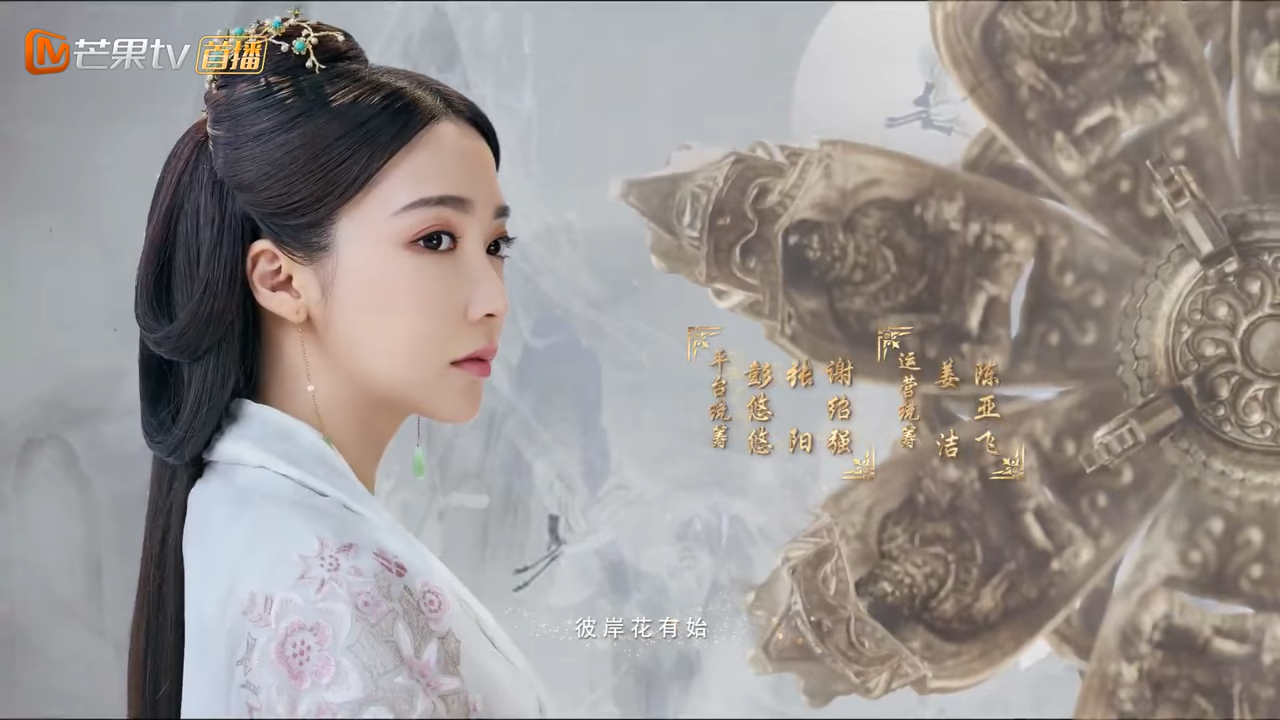 芒果tv 首播
平台统筹
彭悠悠
张阳
谢绍强
运营统筹
姜洁
陈亚飞
彼岸花有始